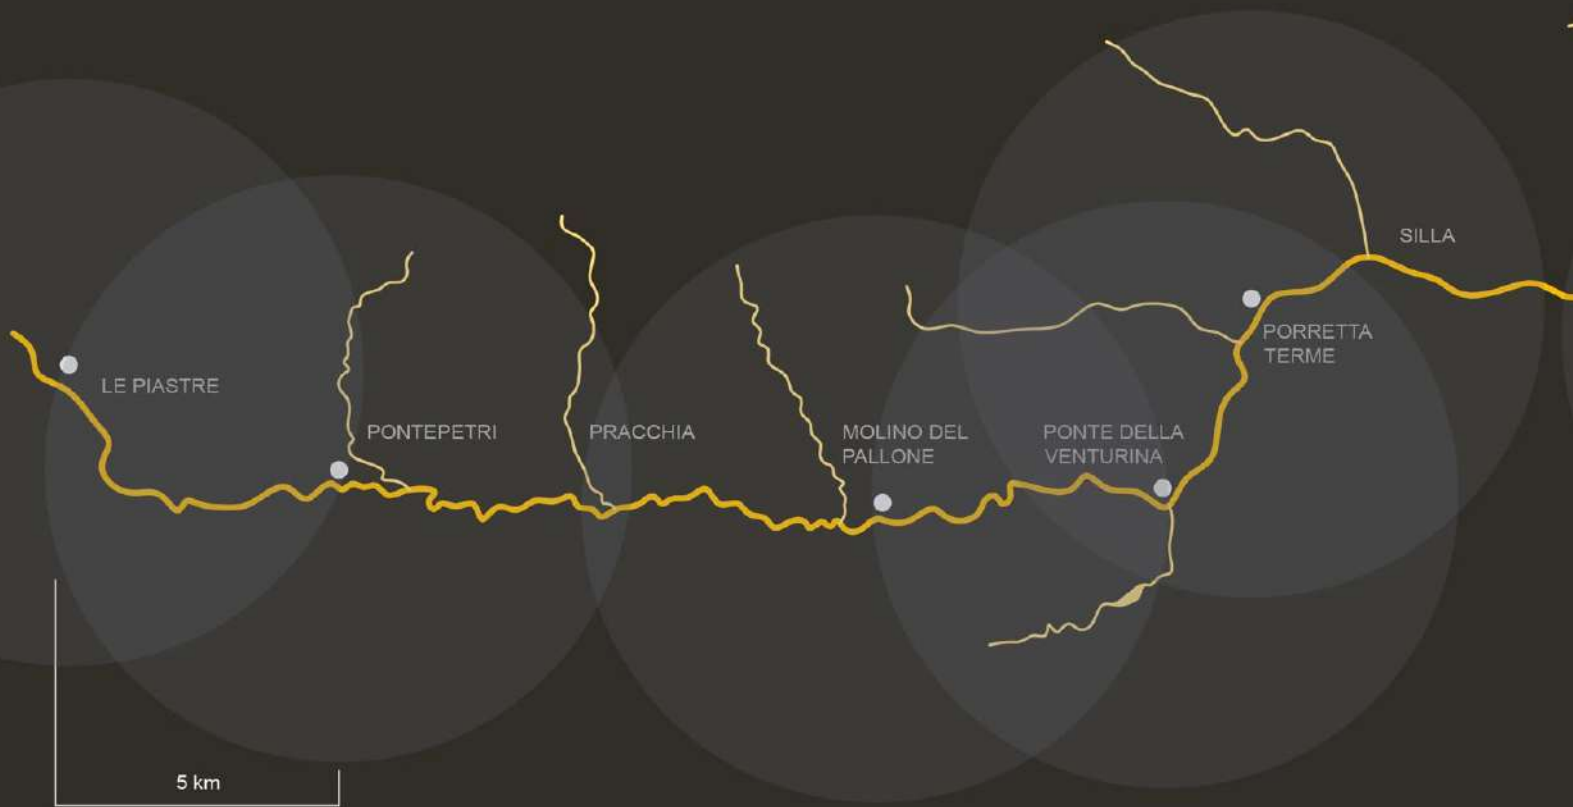 SILLA
PORRETTA
TERME
LE PIASTRE
PONTEPETRI
PRACCHIA
MOLINO DEL
PALLONE
PONTE DELLA
VENTURINA
5 km